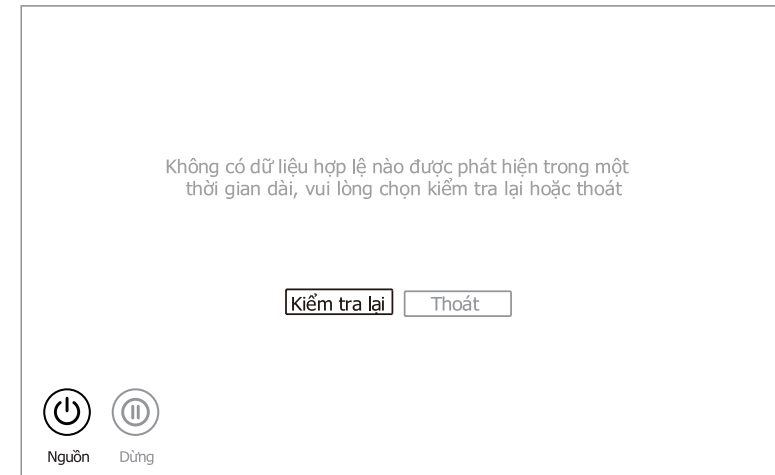 Không có dữ liệu hợp lệ nào được phát hiện trong một
thời gian dài, vui lòng chọn kiểm tra lại hoặc thoát
Kiểm tra lại Thoát
Nguồn Dừng